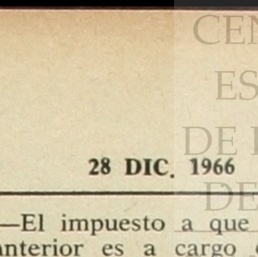 CEN
ES
DE
28 DIC. 1966
DE
—El impuesto a que
anterior es a cargo